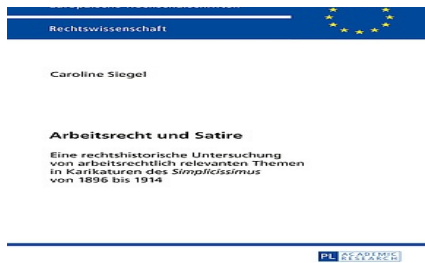 Rechtswissenschaft
Caroline Siegel
Arbeitsrecht und Satire
Eine rechtshistorische Untersuchung
von arbeitsrechtlich relevanten Themen
in Karikaturen des Simplicissimus
von 1896 bis 1914
PL ACADEMIC
RESEARCH